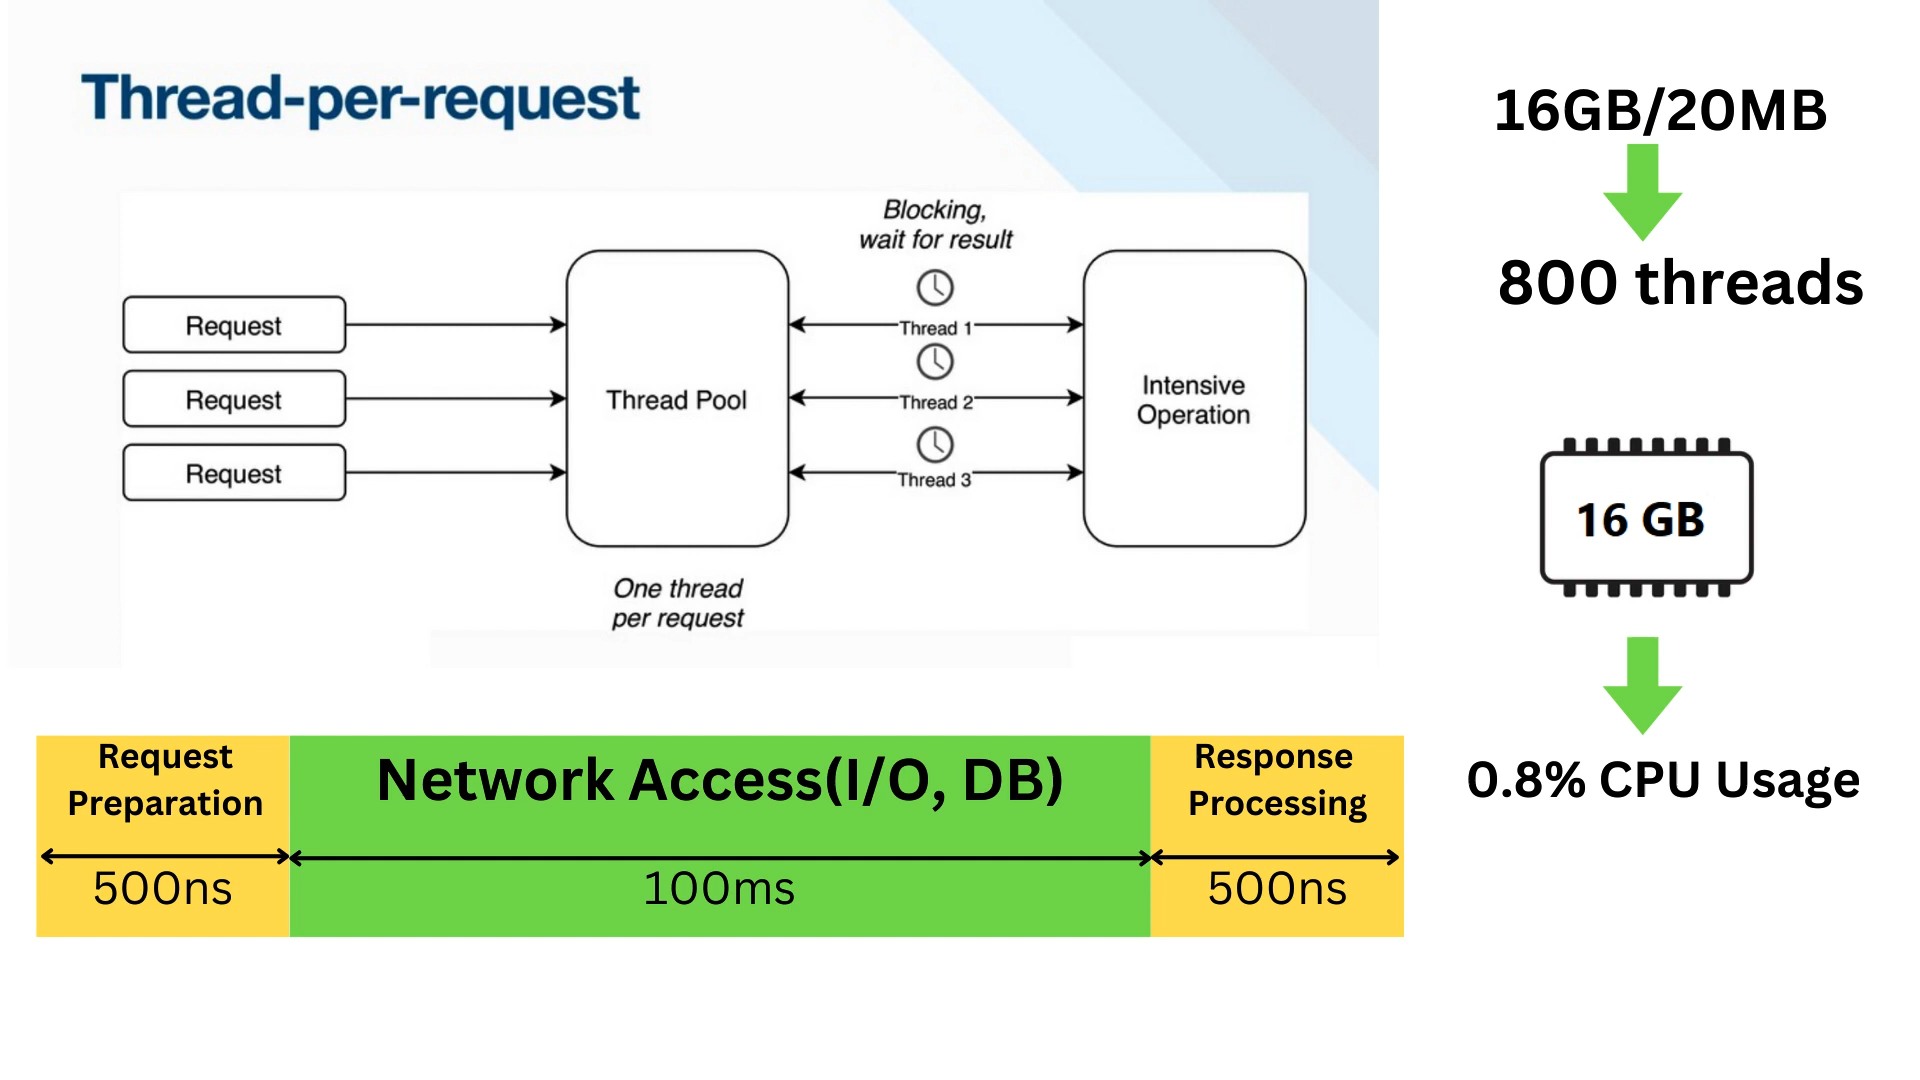 Thread-per-request
Blocking,
wait for result
Request
Request
Request
Thread Pool
Thread 1
Thread 2
Thread 3
Intensive
Operation
One thread
per request
16GB/20MB
800 threads
16 GB
0.8% CPU Usage
Request
Preparation
500ns
Network Access(I/O, DB)
100ms
Response
Processing
500ns